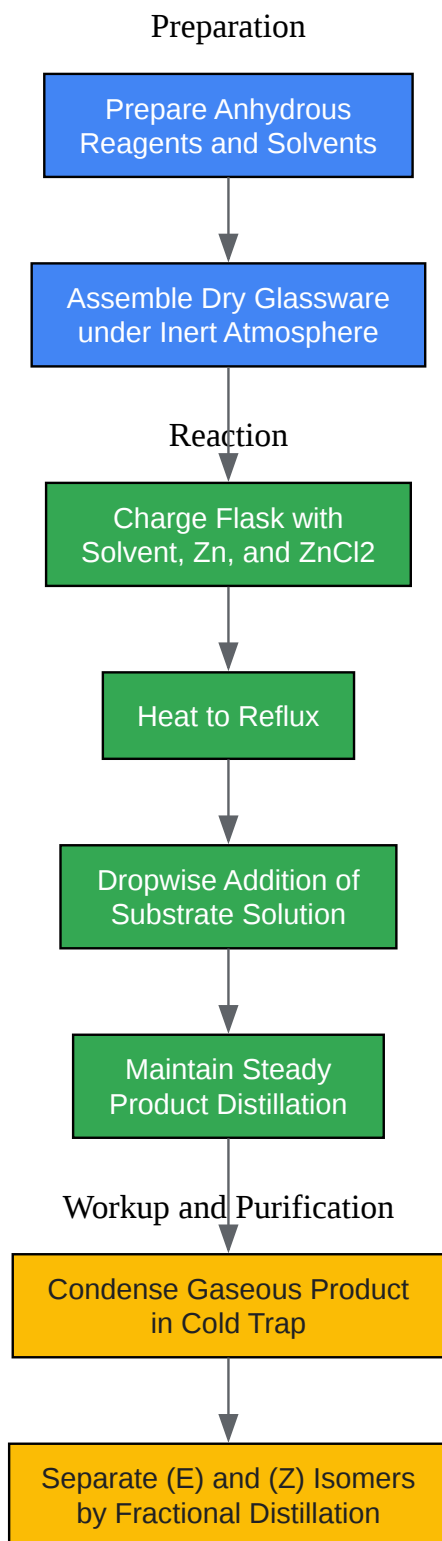 Preparation
Prepare Anhydrous
Reagents and Solvents
Assemble Dry Glassware
under Inert Atmosphere
Reaction
Charge Flask with
Solvent, Zn, and ZnCl2
Heat to Reflux
Dropwise Addition of
Substrate Solution
Maintain Steady
Product Distillation
Workup and Purification
Condense Gaseous Product
in Cold Trap
Separate (E) and (Z) Isomers
by Fractional Distillation